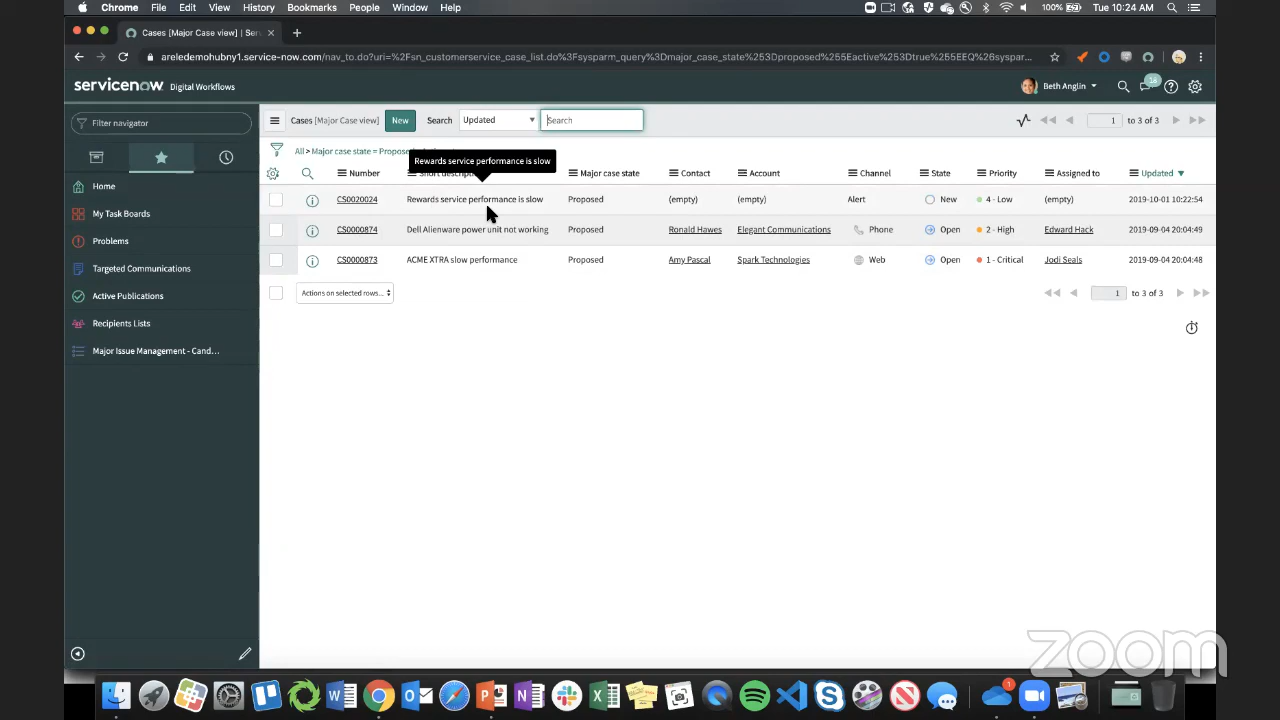 Chrome File Edit View History Bookmarks People Window Help 100% Tue 10:24 AM
Cases [Major Case view] | Ser
areledemohubny1.service-now.com/nav_to.do?uri=%2Fsn_customerservice_case_list.do%3Fsysparm_query%3Dmajor_case_state%253Dproposed%255Eactive%253Dtrue%255EEQ%26syspar...
servicenow Digital Workflows Beth Anglin 16
Filter navigator
Cases [Major Case view] New Search Updated Search 1 to 3 of 3
All > Major case state = Propos
Rewards service performance is slow
Number Short descripti Major case state Contact Account Channel State Priority Assigned to Updated
CS0020024 Rewards service performance is slow Proposed (empty) (empty) Alert New 4 - Low (empty) 2019-10-01 10:22:54
CS0000874 Dell Alienware power unit not working Proposed Ronald Hawes Elegant Communications Phone Open 2 - High Edward Hack 2019-09-04 20:04:49
CS0000873 ACME XTRA slow performance Proposed Amy Pascal Spark Technologies Web Open 1 - Critical Jodi Seals 2019-09-04 20:04:48
Actions on selected rows... 1 to 3 of 3
Home
My Task Boards
Problems
Targeted Communications
Active Publications
Recipients Lists
Major Issue Management - Cand...
zoom
1